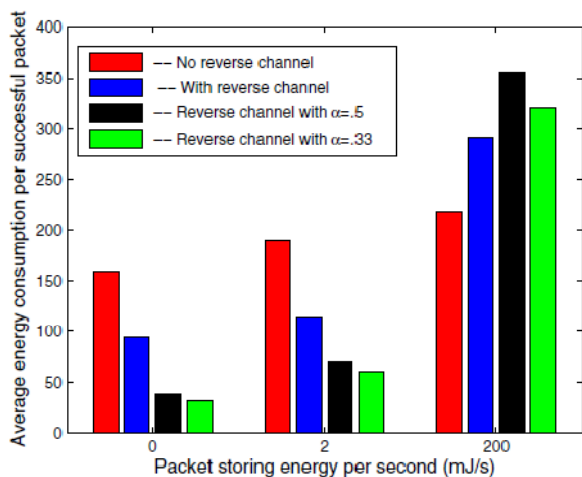 Average energy consumption per successful packet
400
350
300
250
200
150
100
50
0
−− No reverse channel
−− With reverse channel
−− Reverse channel with α=.5
−− Reverse channel with α=.33
0 2 200
Packet storing energy per second (mJ/s)